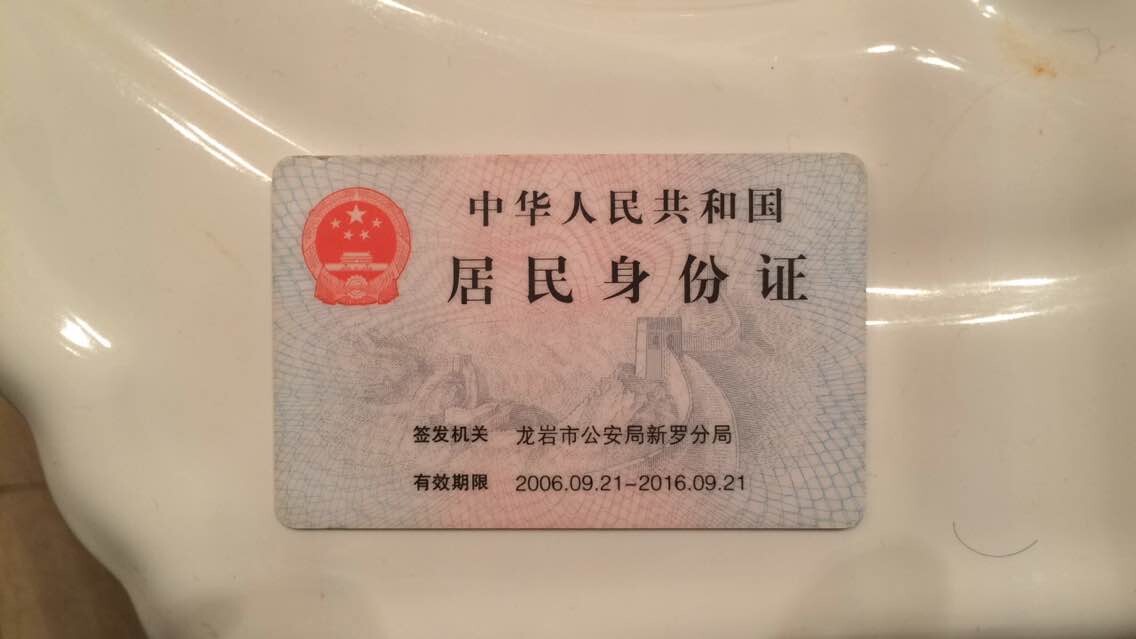 中华人民共和国
居民身份证
签发机关 龙岩市公安局新罗分局
有效期限 2006.09.21-2016.09.21